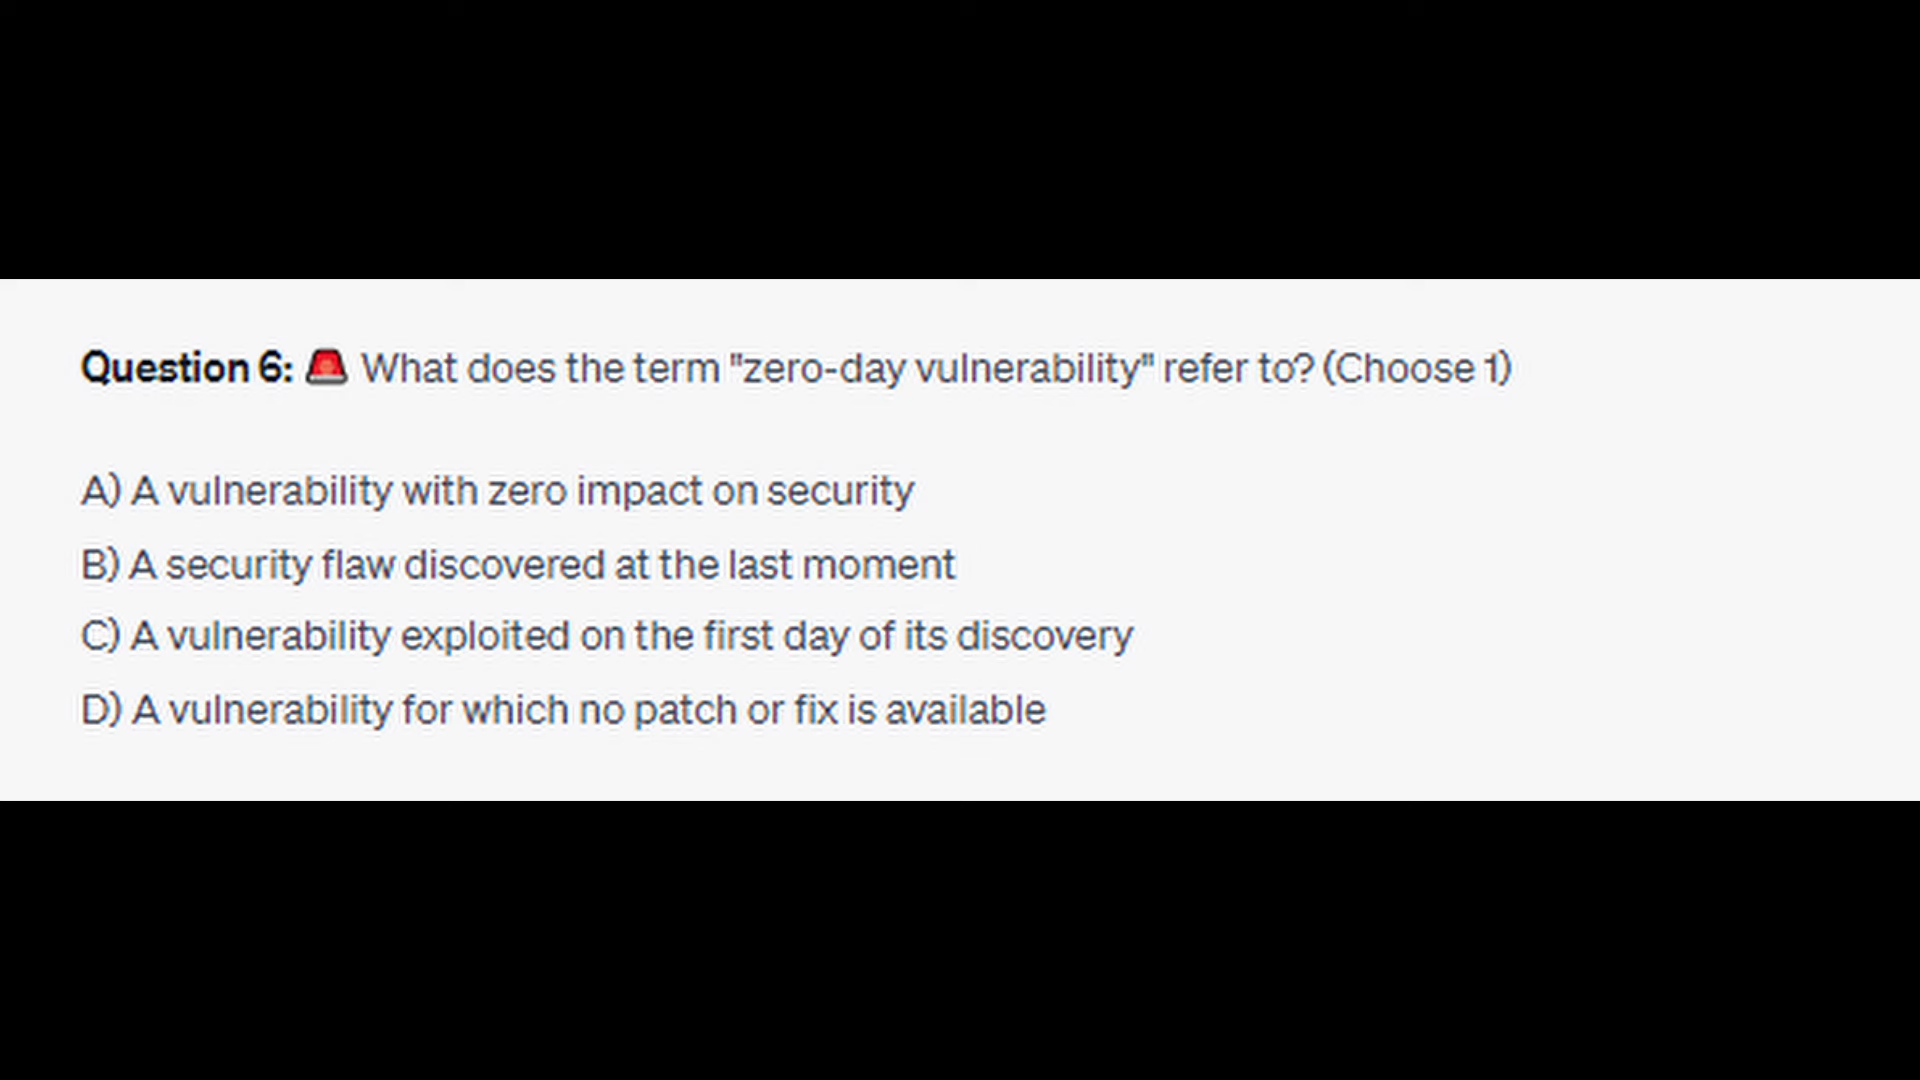 Question 6: 🚨 What does the term "zero-day vulnerability" refer to? (Choose 1)
A) A vulnerability with zero impact on security
B) A security flaw discovered at the last moment
C) A vulnerability exploited on the first day of its discovery
D) A vulnerability for which no patch or fix is available